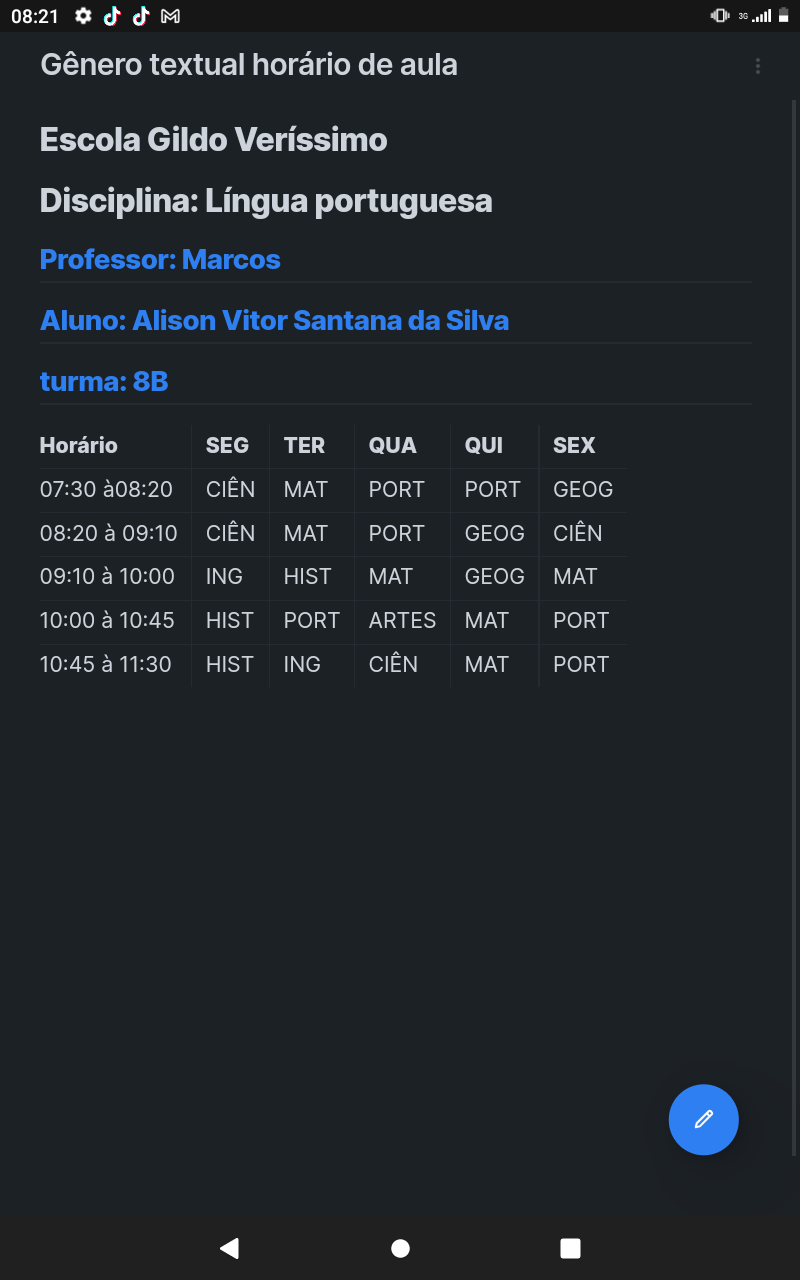 08:21 3G
Gênero textual horário de aula
Escola Gildo Veríssimo
Disciplina: Língua portuguesa
Professor: Marcos
Aluno: Alison Vitor Santana da Silva
turma: 8B
Horário SEG TER QUA QUI SEX
07:30 à08:20 CIÊN MAT PORT PORT GEOG
08:20 à 09:10 CIÊN MAT PORT GEOG CIÊN
09:10 à 10:00 ING HIST MAT GEOG MAT
10:00 à 10:45 HIST PORT ARTES MAT PORT
10:45 à 11:30 HIST ING CIÊN MAT PORT